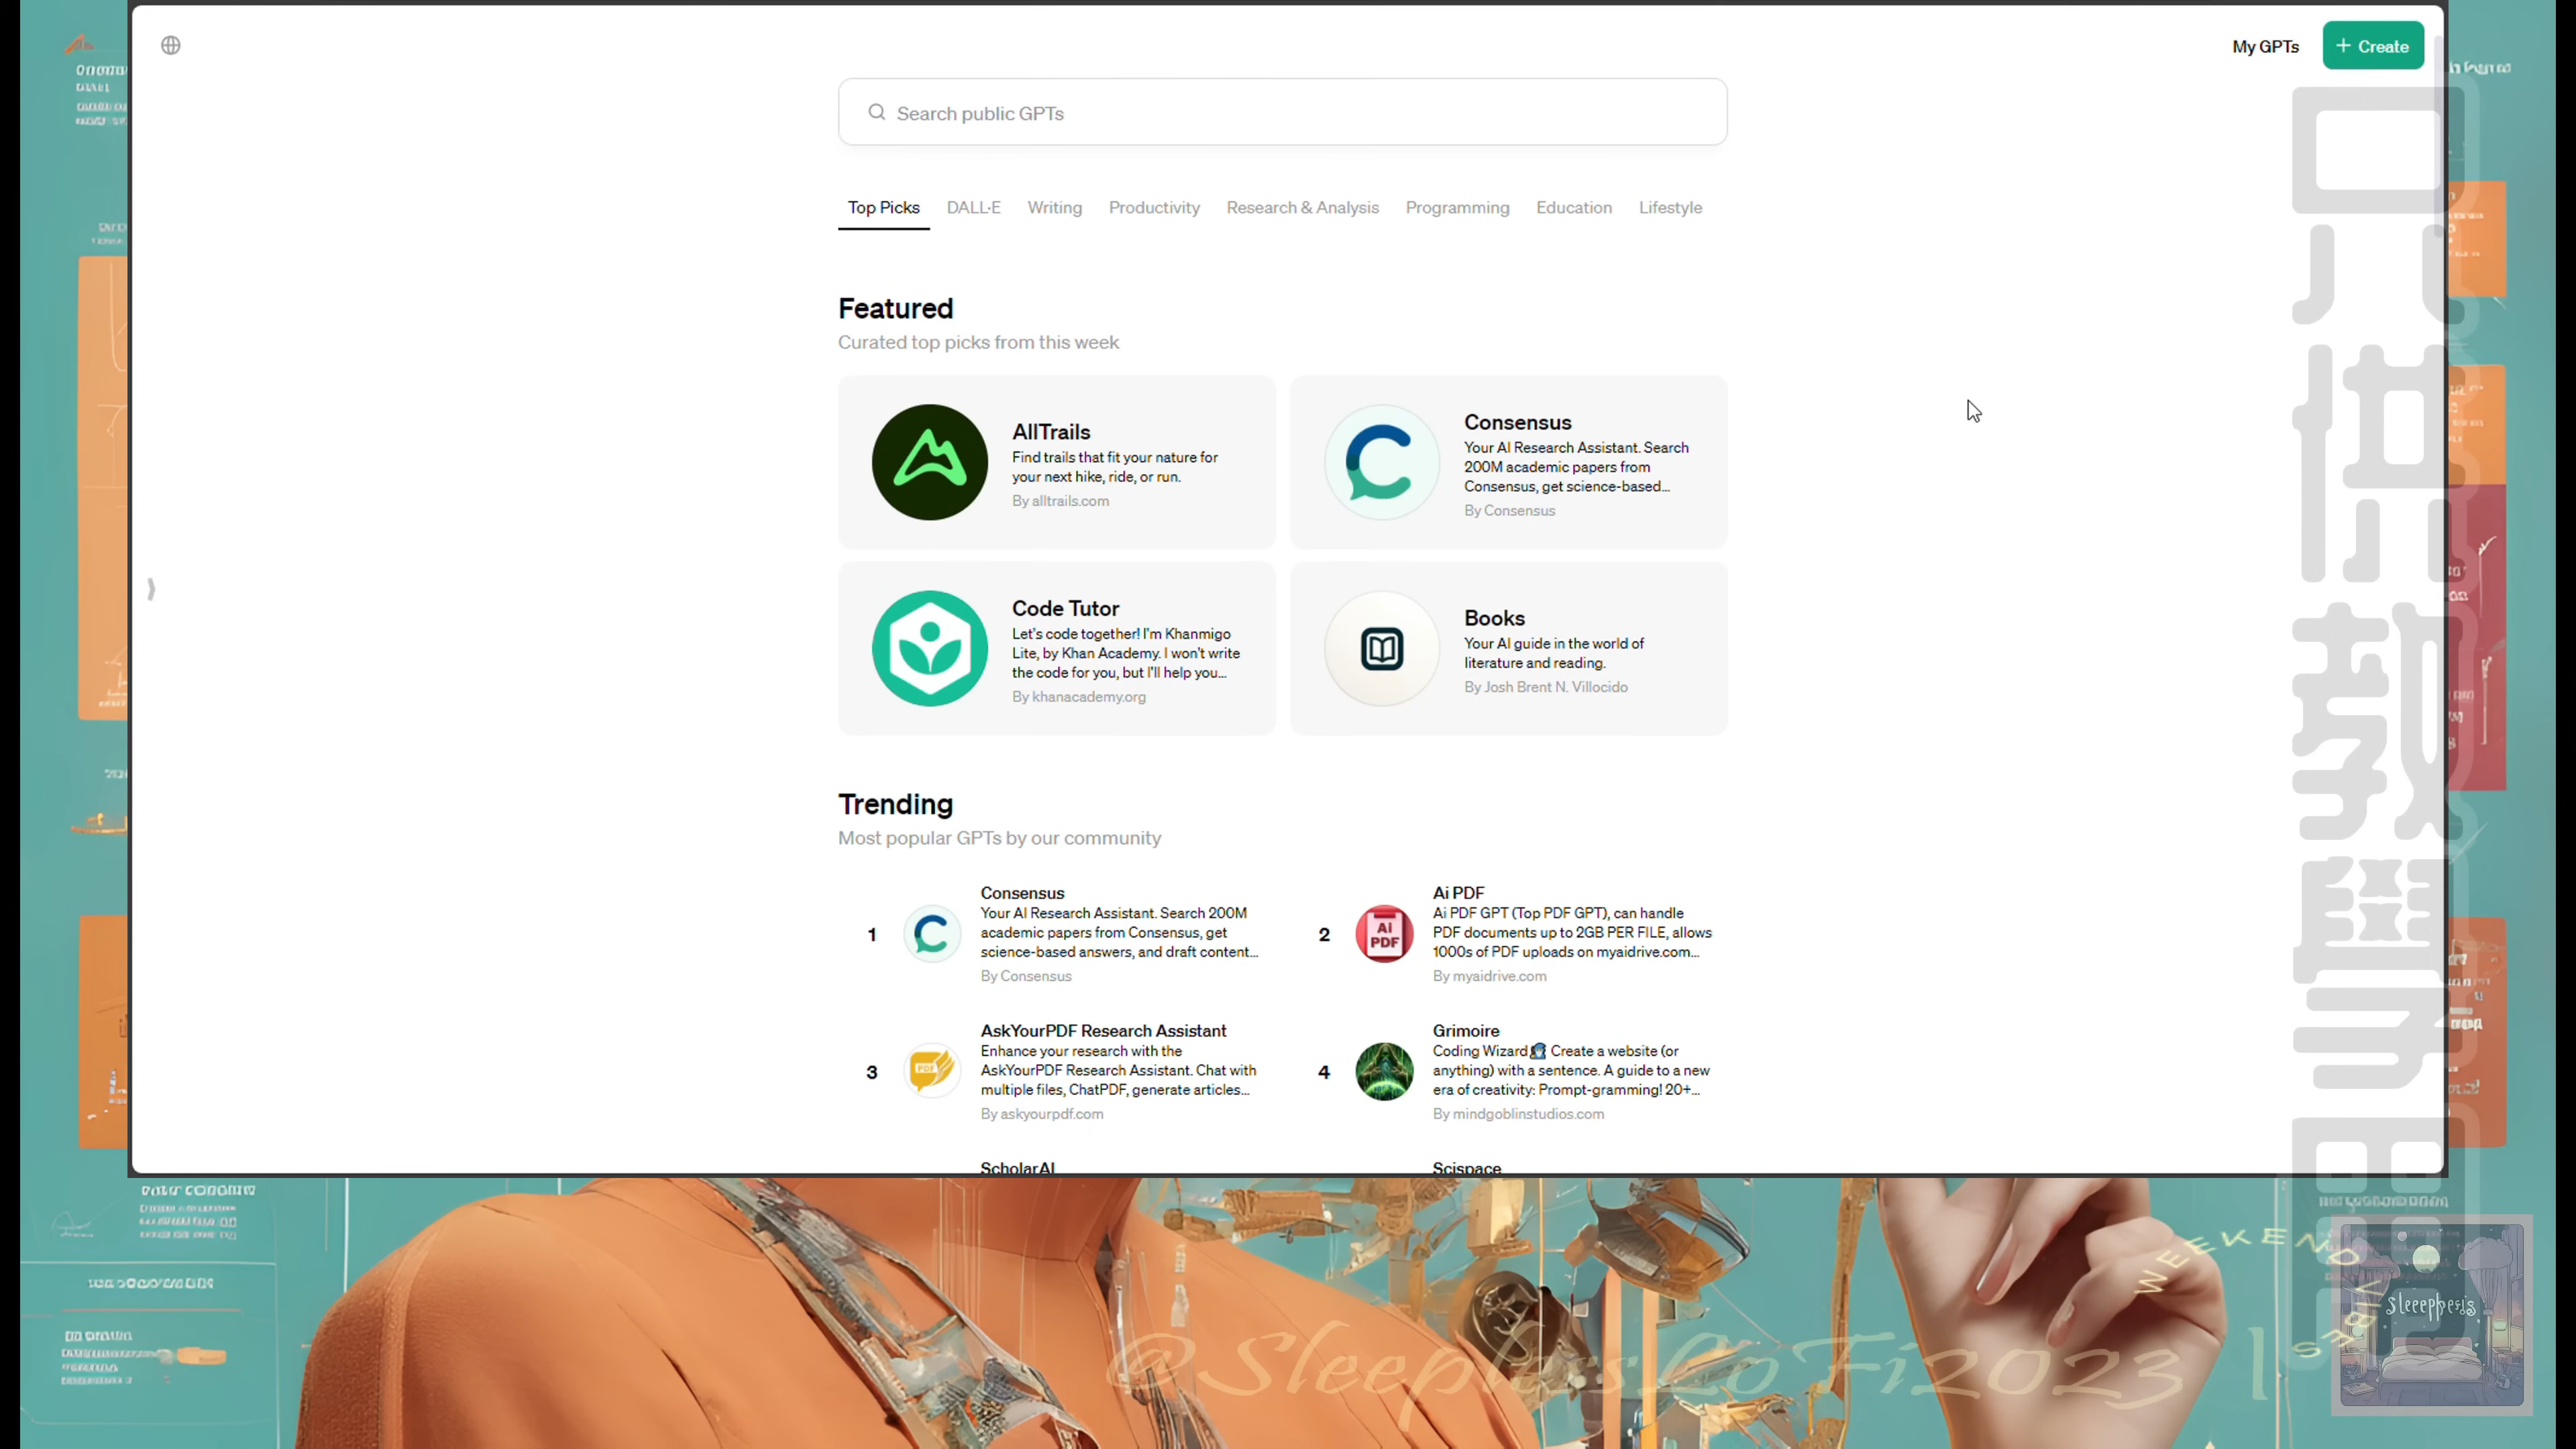 My GPTs
+ Create
Search public GPTs
Top Picks DALL·E Writing Productivity Research & Analysis Programming Education Lifestyle
Featured
Curated top picks from this week
AllTrails
Find trails that fit your nature for
your next hike, ride, or run.
By alltrails.com
Consensus
Your AI Research Assistant. Search
200M academic papers from
Consensus, get science-based...
By Consensus
Code Tutor
Let's code together! I'm Khanmigo
Lite, by Khan Academy. I won't write
the code for you, but I'll help you...
By khanacademy.org
Books
Your AI guide in the world of
literature and reading.
By Josh Brent N. Villocido
Trending
Most popular GPTs by our community
1
Consensus
Your AI Research Assistant. Search 200M
academic papers from Consensus, get
science-based answers, and draft content...
By Consensus
2
Ai PDF
Ai PDF GPT (Top PDF GPT), can handle
PDF documents up to 2GB PER FILE, allows
1000s of PDF uploads on myaidrive.com...
By myaidrive.com
Ai
PDF
3
AskYourPDF Research Assistant
Enhance your research with the
AskYourPDF Research Assistant. Chat with
multiple files, ChatPDF, generate articles...
By askyourpdf.com
PDF
4
Grimoire
Coding Wizard🧙‍♂️ Create a website (or
anything) with a sentence. A guide to a new
era of creativity: Prompt-gramming! 20+...
By mindgoblinstudios.com
ScholarAI
Scispace
@SleeplessLoFi2023 |
WEEKEND VIBES